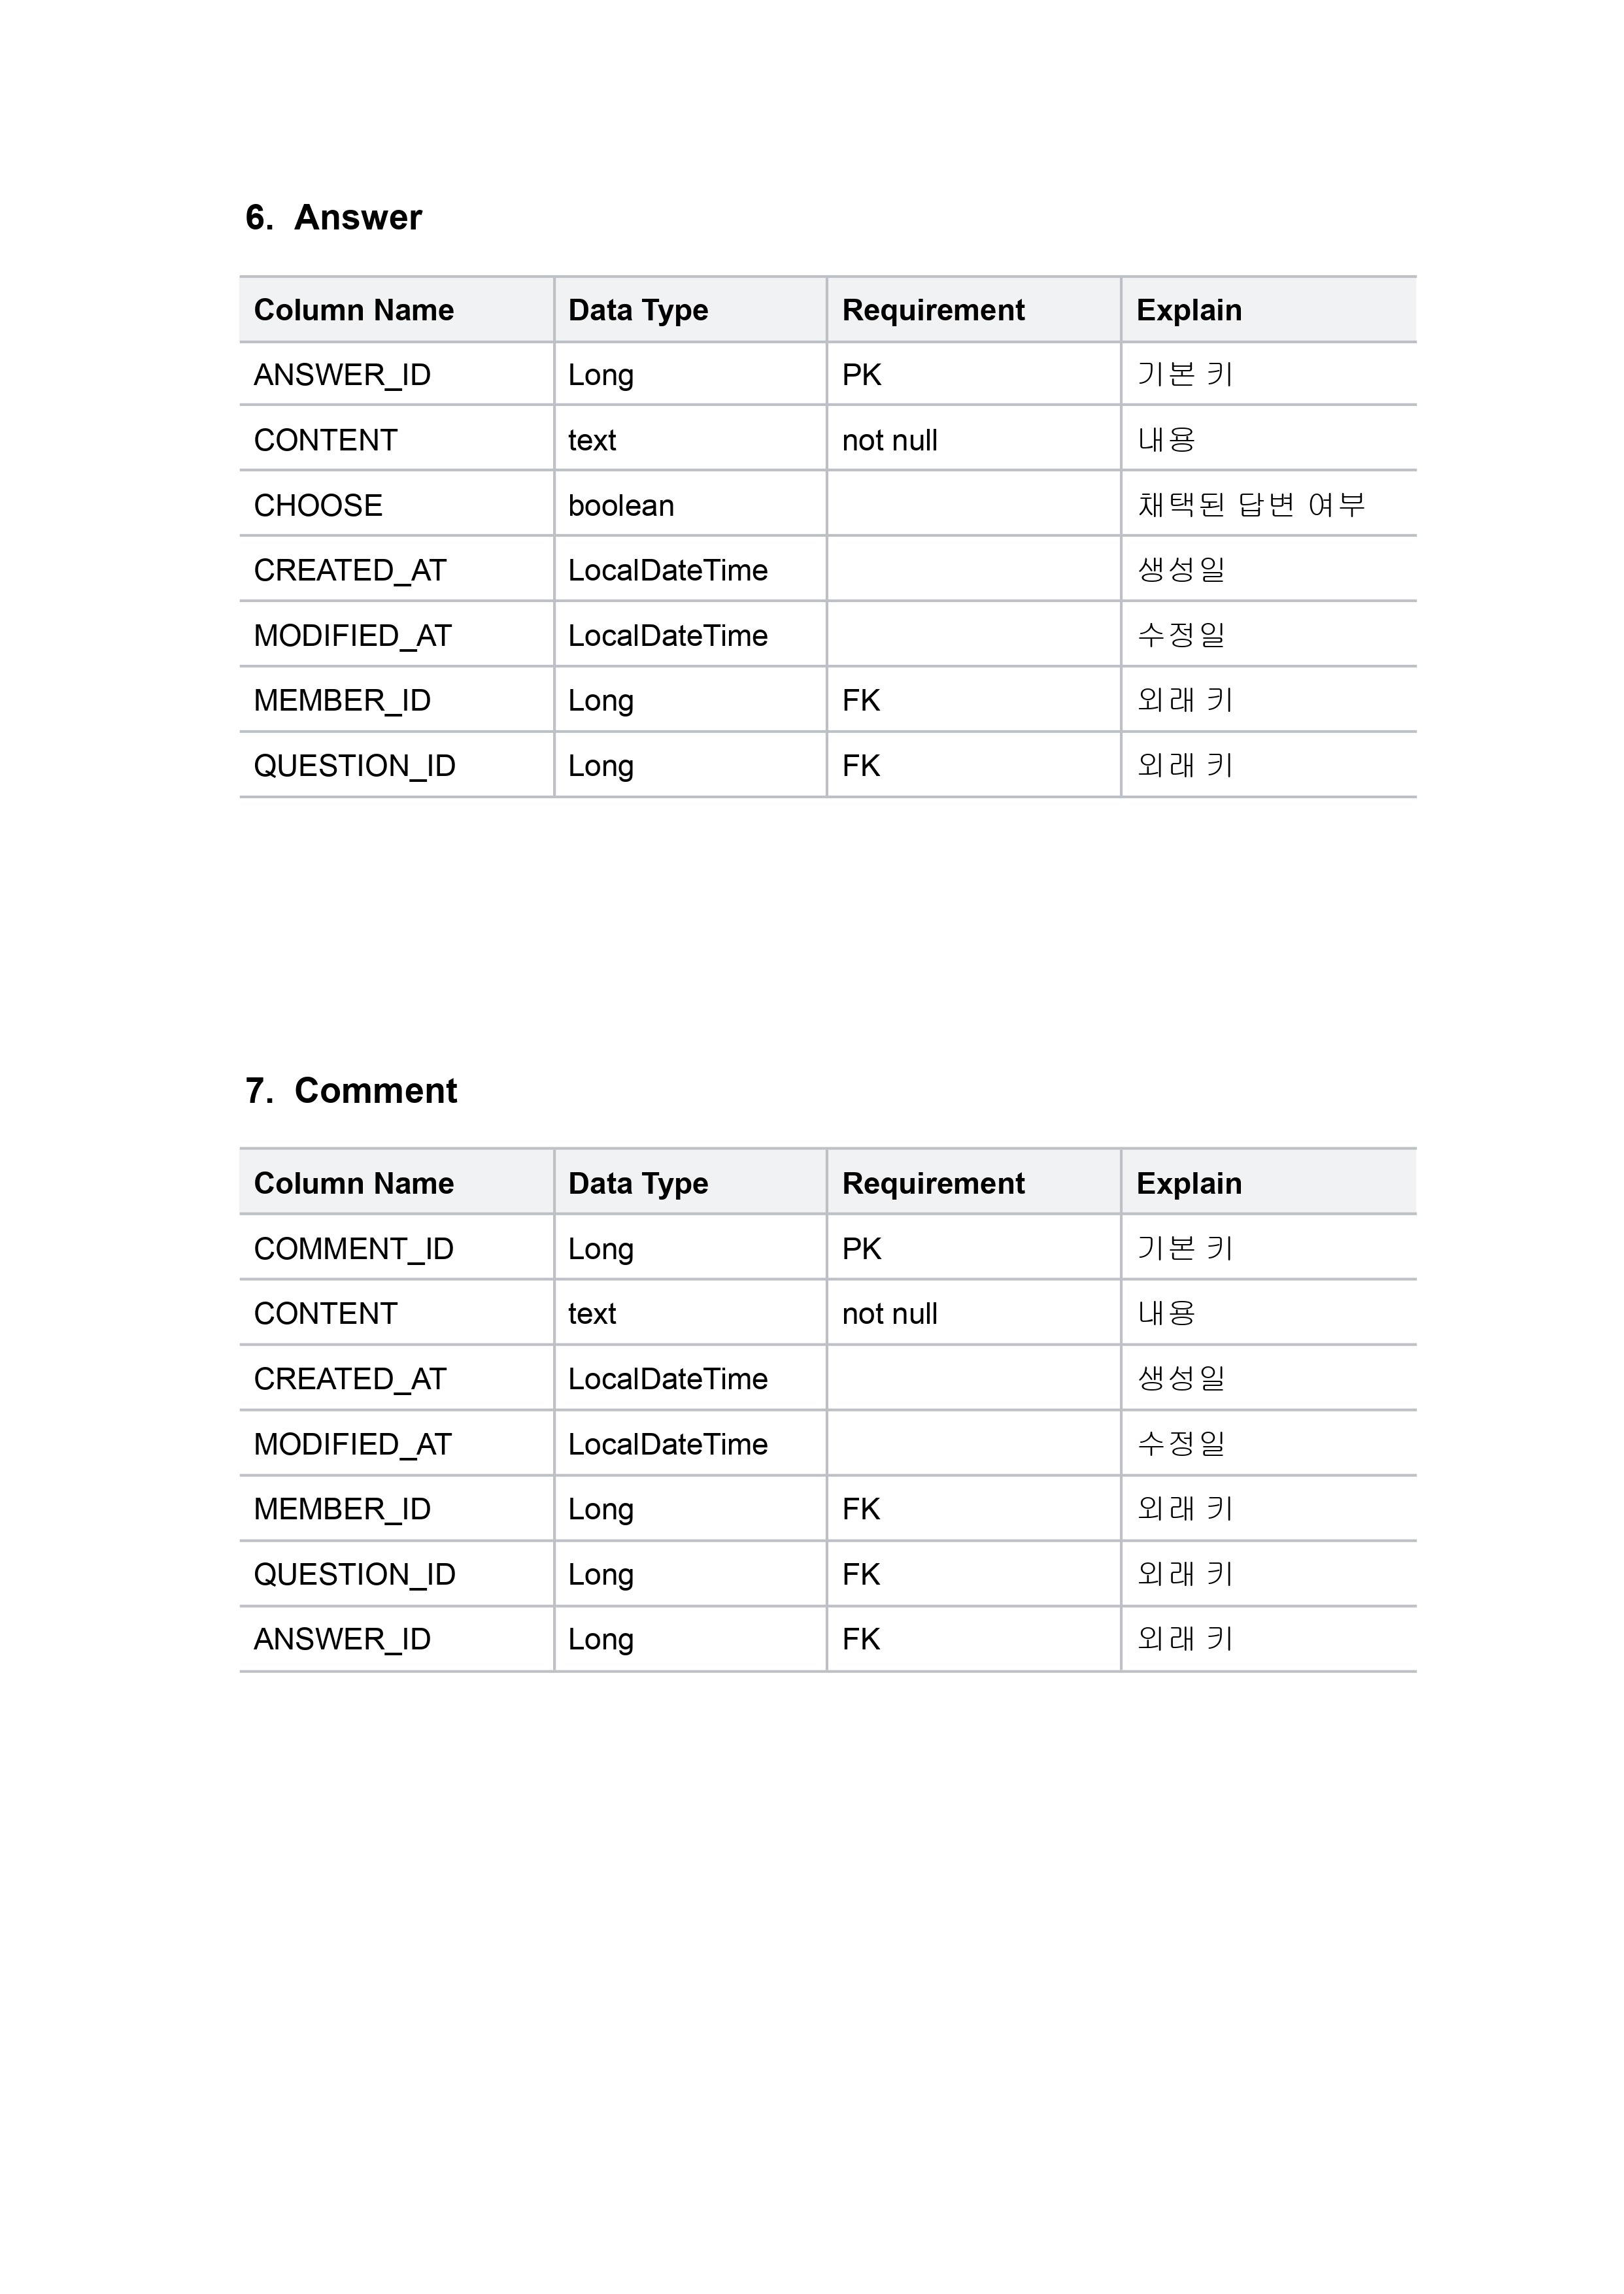 6. Answer
Column Name Data Type Requirement Explain
ANSWER_ID Long PK 기본 키
CONTENT text not null 내용
CHOOSE boolean 채택된 답변 여부
CREATED_AT LocalDateTime 생성일
MODIFIED_AT LocalDateTime 수정일
MEMBER_ID Long FK 외래 키
QUESTION_ID Long FK 외래 키
7. Comment
Column Name Data Type Requirement Explain
COMMENT_ID Long PK 기본 키
CONTENT text not null 내용
CREATED_AT LocalDateTime 생성일
MODIFIED_AT LocalDateTime 수정일
MEMBER_ID Long FK 외래 키
QUESTION_ID Long FK 외래 키
ANSWER_ID Long FK 외래 키